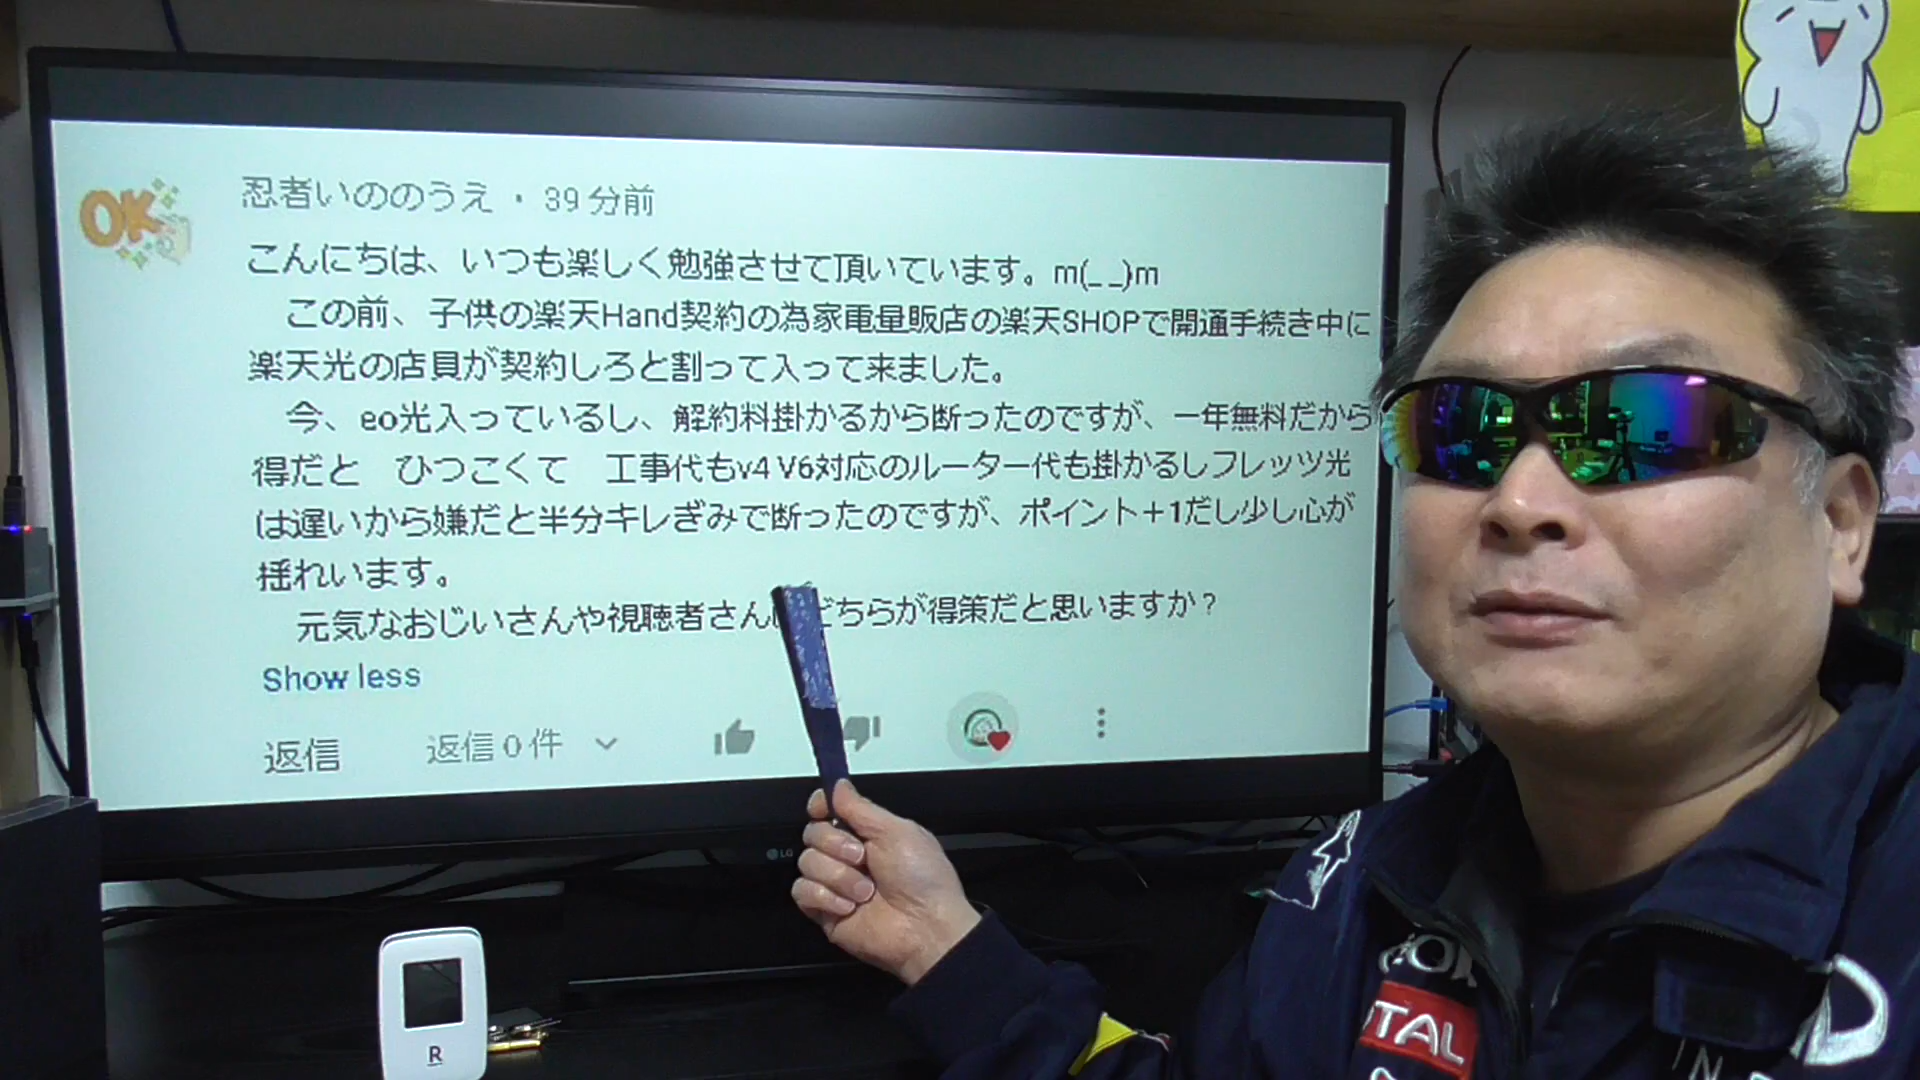 OK
忍者いののうえ・39 分前
こんにちは、いつも楽しく勉強させて頂いています。m(_ _)m
この前、子供の楽天Hand契約の為家電量販店の楽天SHOPで開通手続き中に
楽天光の店員が契約しろと割って入って来ました。
今、eo光入っているし、解約料掛かるから断ったのですが、一年無料だから
得だと　ひつこくて　工事代もv4 V6対応のルーター代も掛かるしフレッツ光
は遅いから嫌だと半分キレぎみで断ったのですが、ポイント+1だし少し心が
揺れいます。
元気なおじいさんや視聴者さん どちらが得策だと思いますか？
Show less
返信
返信 0 件
LG
R
TAL